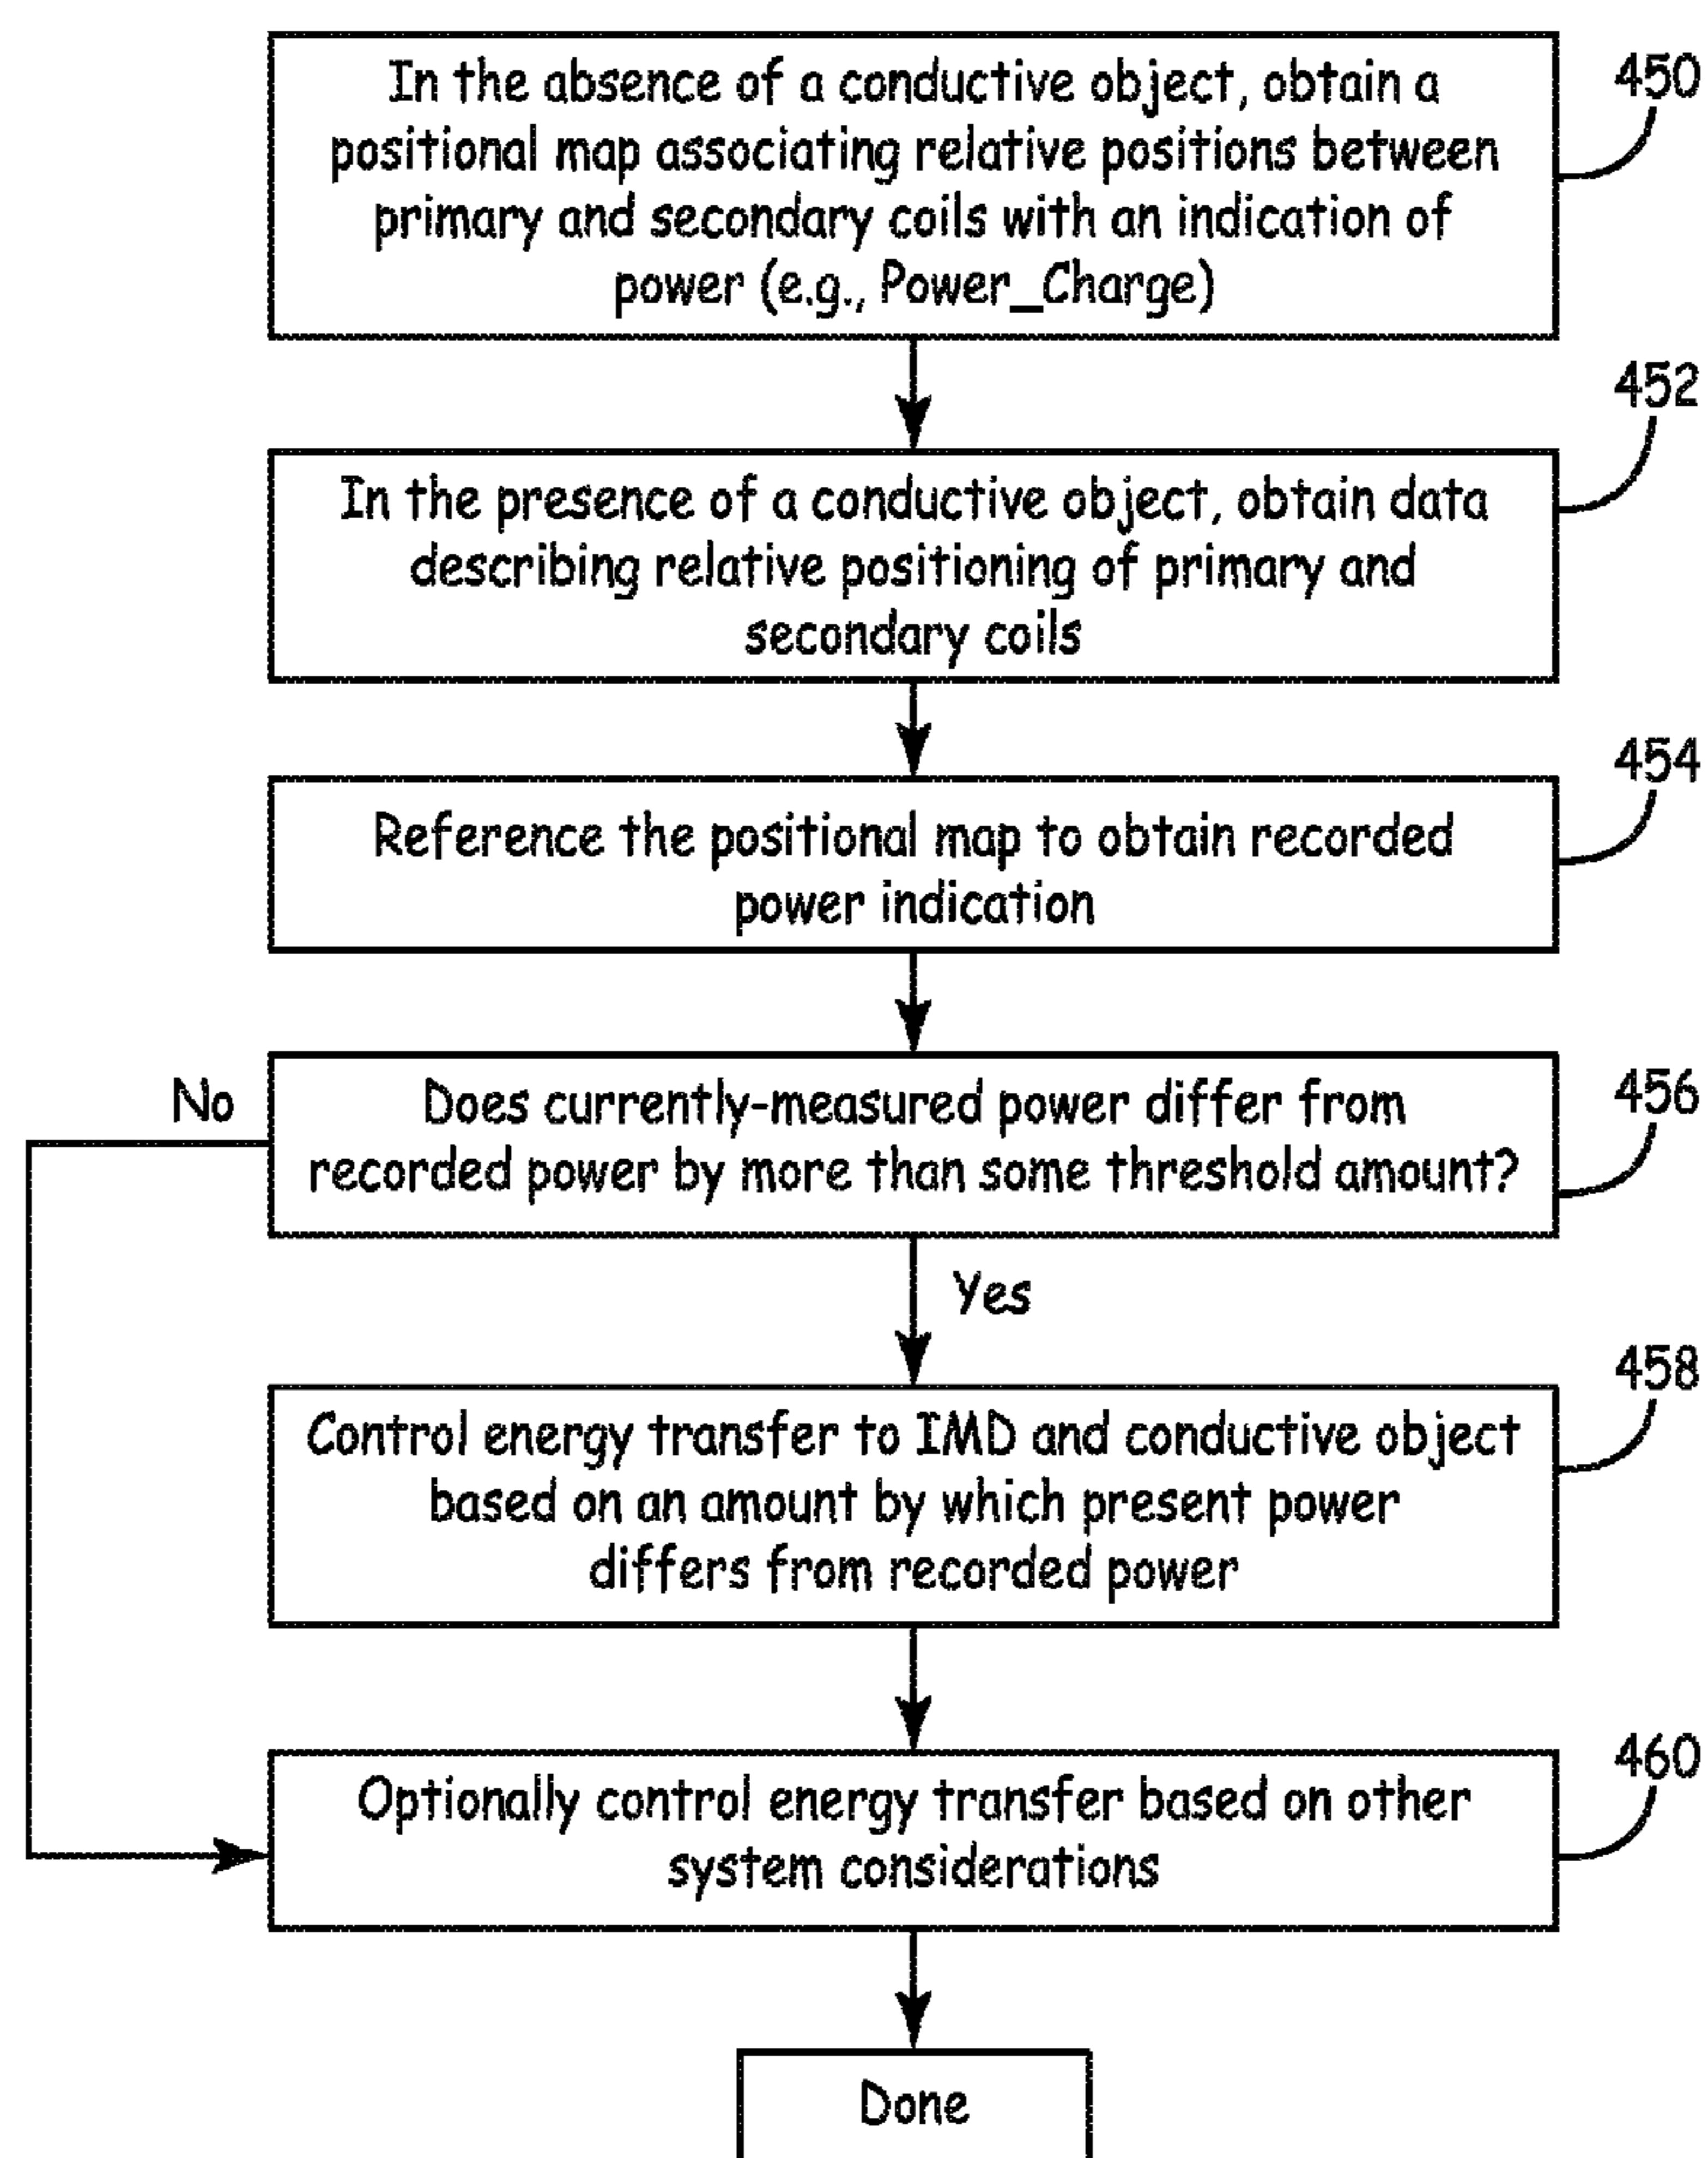 In the absence of a conductive object, obtain a
positional map associating relative positions between
primary and secondary coils with an indication of
power (e.g., Power_Charge)
450
In the presence of a conductive object, obtain data
describing relative positioning of primary and
secondary coils
452
Reference the positional map to obtain recorded
power indication
454
No
Does currently-measured power differ from
recorded power by more than some threshold amount?
456
Yes
Control energy transfer to IMD and conductive object
based on an amount by which present power
differs from recorded power
458
Optionally control energy transfer based on other
system considerations
460
Done